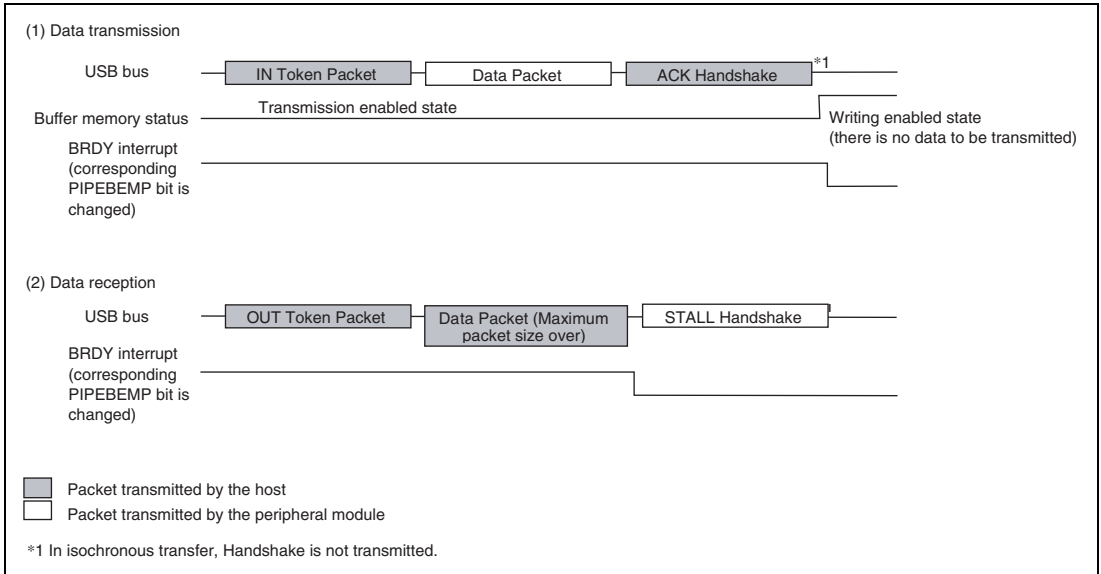 (1) Data transmission
USB bus
IN Token Packet
Data Packet
ACK Handshake
*1
Buffer memory status
Transmission enabled state
Writing enabled state
(there is no data to be transmitted)
BRDY interrupt
(corresponding
PIPEBEMP bit is
changed)
(2) Data reception
USB bus
OUT Token Packet
Data Packet (Maximum
packet size over)
STALL Handshake
BRDY interrupt
(corresponding
PIPEBEMP bit is
changed)
Packet transmitted by the host
Packet transmitted by the peripheral module
*1 In isochronous transfer, Handshake is not transmitted.